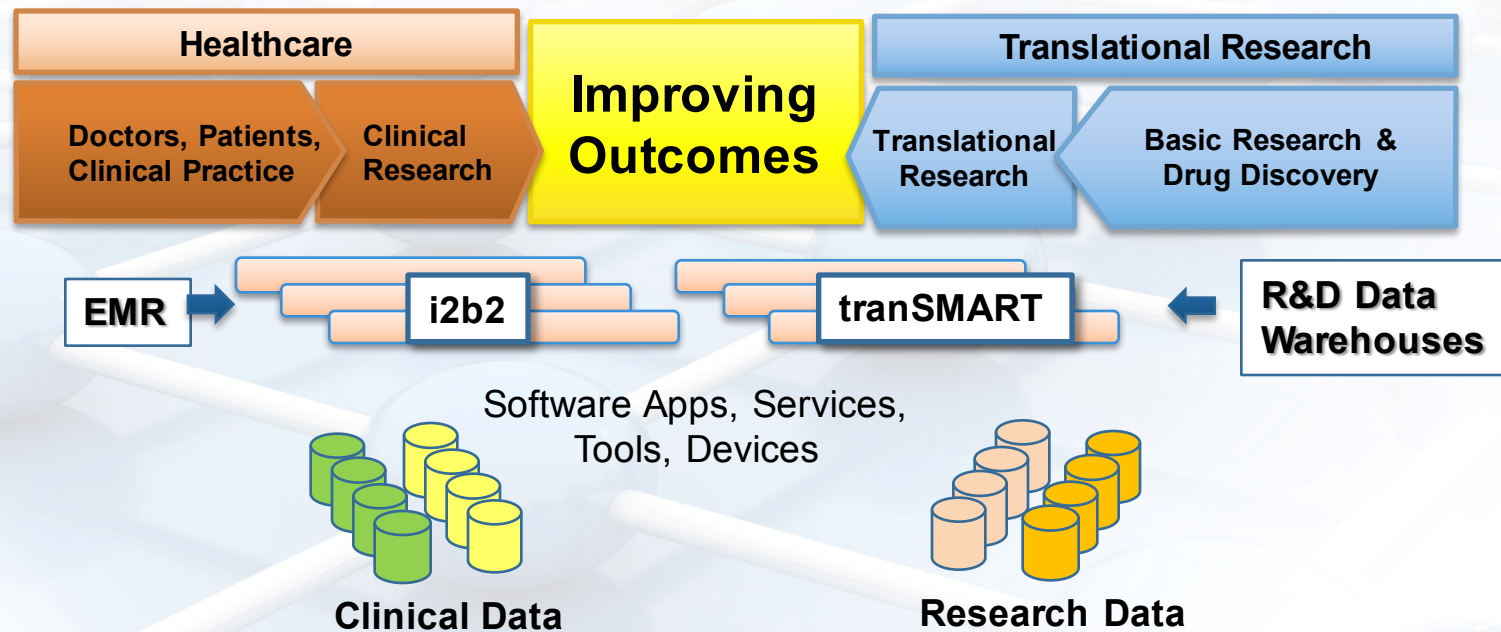 Healthcare
Improving
Outcomes
Translational Research
Doctors, Patients,
Clinical Practice
Clinical
Research
Translational
Research
Basic Research &
Drug Discovery
EMR
i2b2
tranSMART
R&D Data
Warehouses
Software Apps, Services,
Tools, Devices
Clinical Data
Research Data